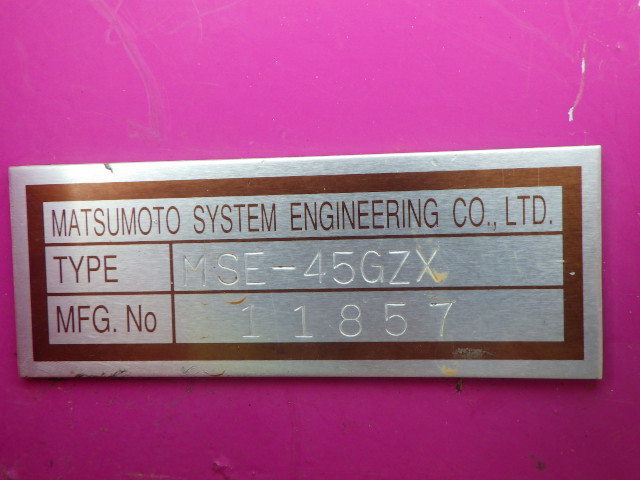 MATSUMOTO SYSTEM ENGINEERING CO., LTD.
TYPE MSE-45GZX
MFG. No 11857